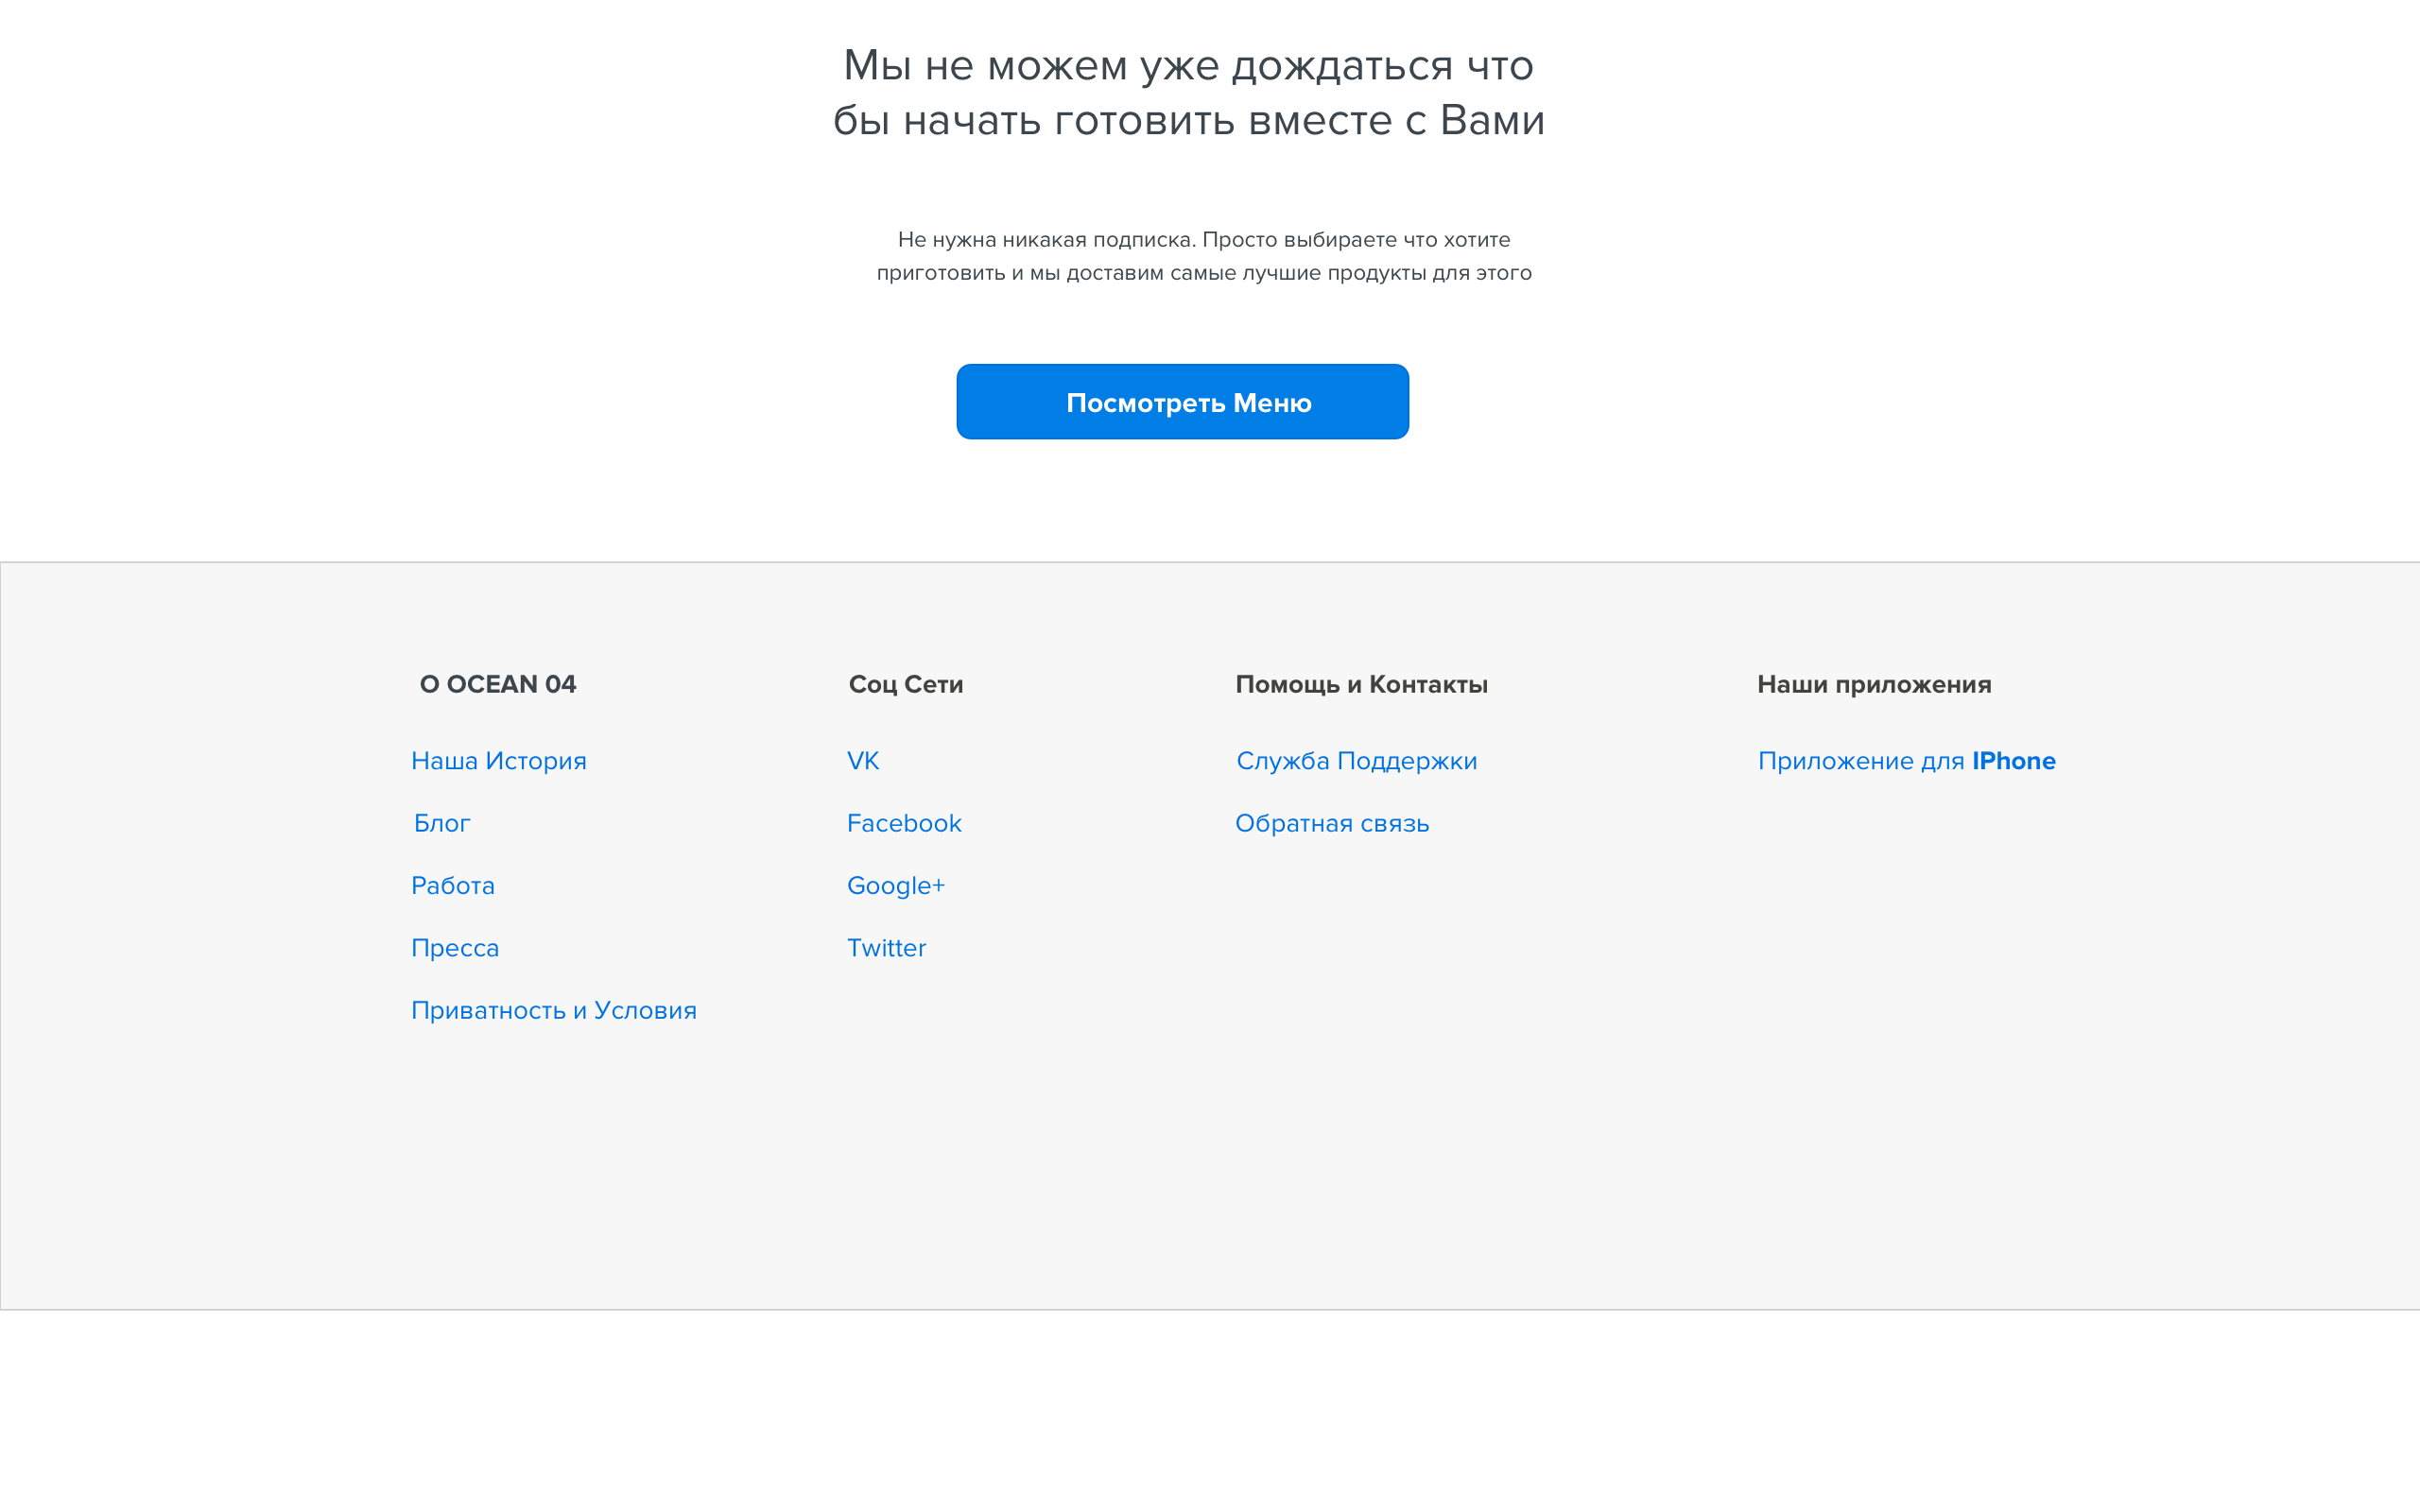 Мы не можем уже дождаться что
бы начать готовить вместе с Вами
Не нужна никакая подписка. Просто выбираете что хотите
приготовить и мы доставим самые лучшие продукты для этого
Посмотреть Меню
О OCEAN 04
Наша История
Блог
Работа
Пресса
Приватность и Условия
Соц Сети
VK
Facebook
Google+
Twitter
Помощь и Контакты
Служба Поддержки
Обратная связь
Наши приложения
Приложение для IPhone